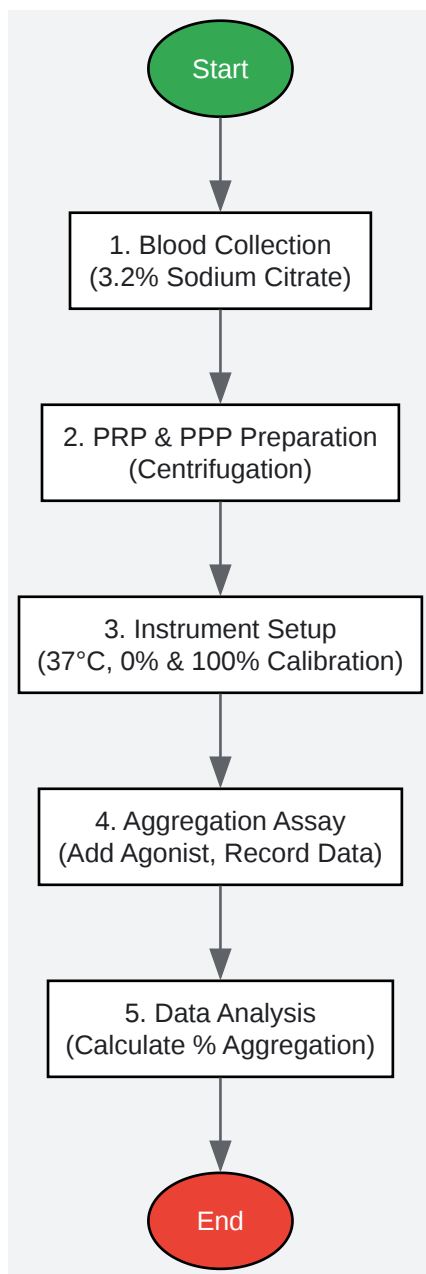 Start
1. Blood Collection
(3.2% Sodium Citrate)
2. PRP & PPP Preparation
(Centrifugation)
3. Instrument Setup
(37°C, 0% & 100% Calibration)
4. Aggregation Assay
(Add Agonist, Record Data)
5. Data Analysis
(Calculate % Aggregation)
End